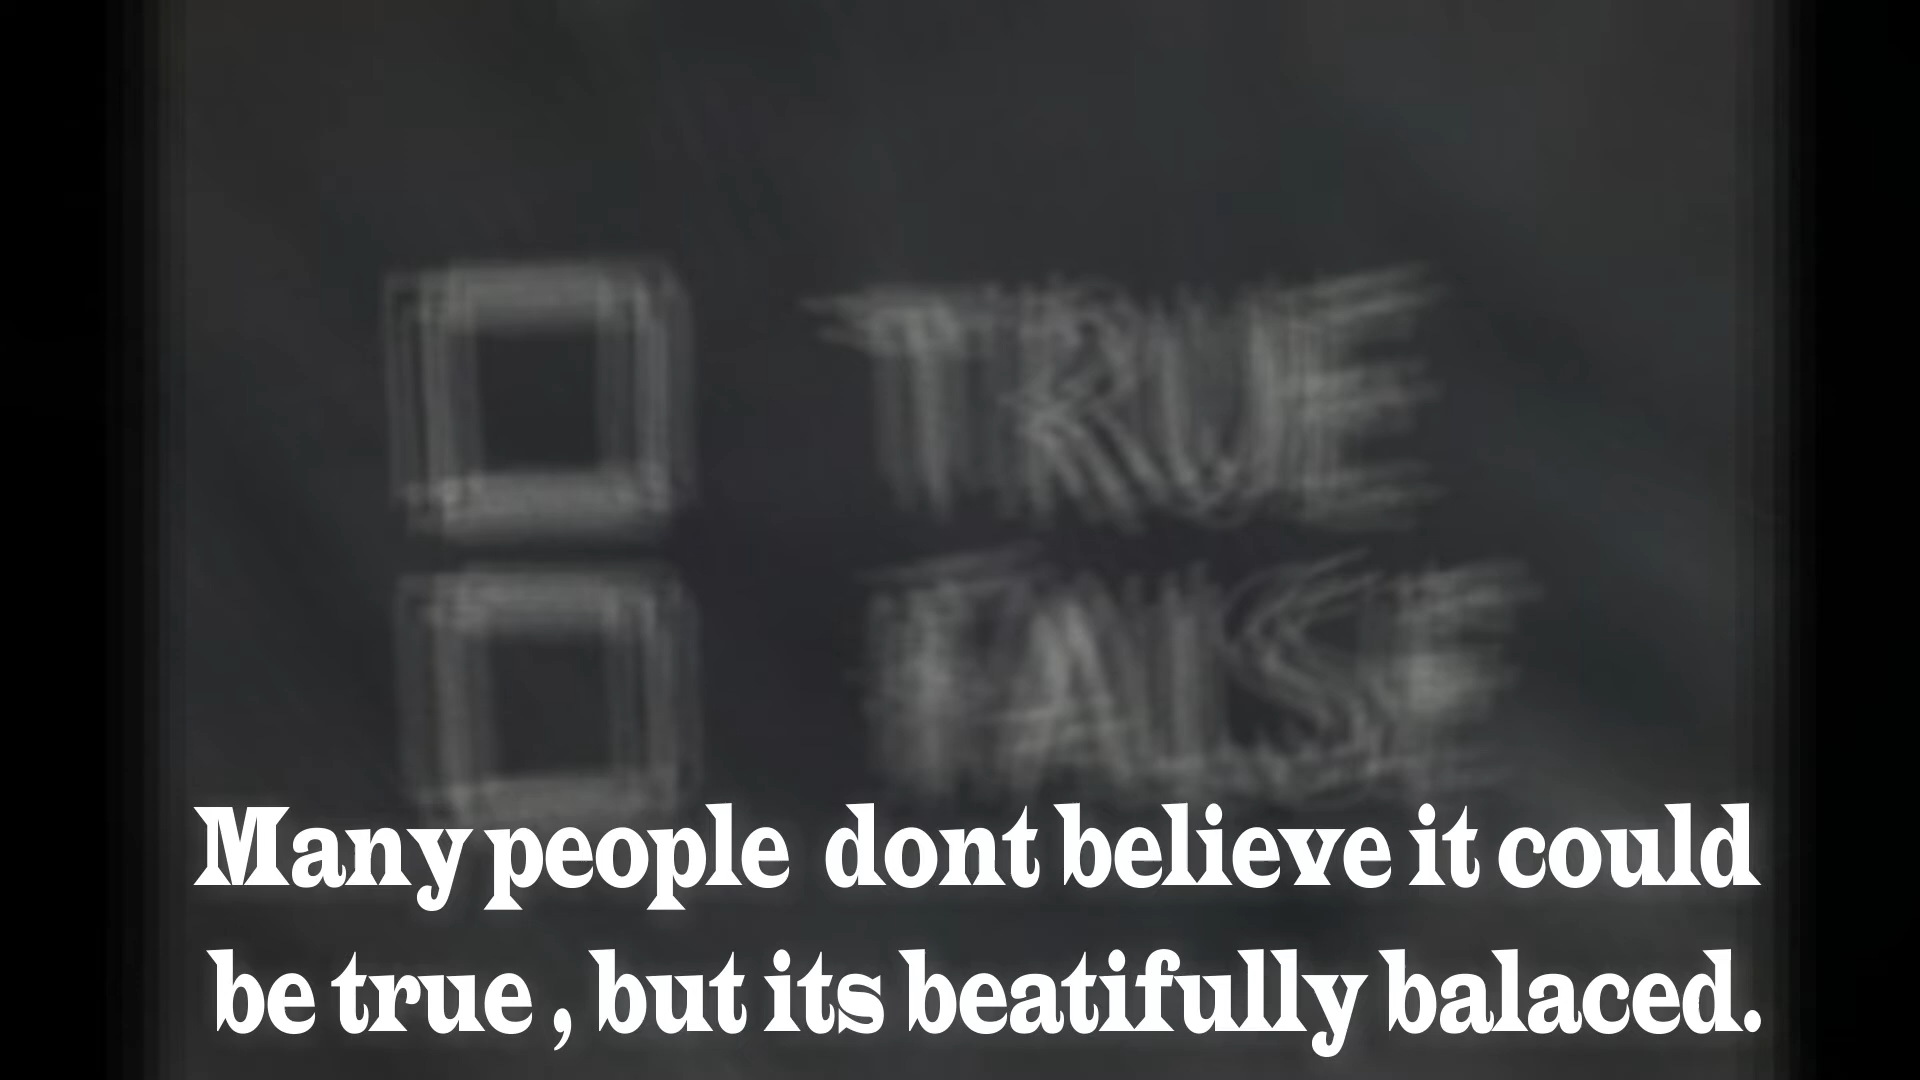 TRUE
FALSE
Many people dont believe it could
be true , but its beatifully balaced.